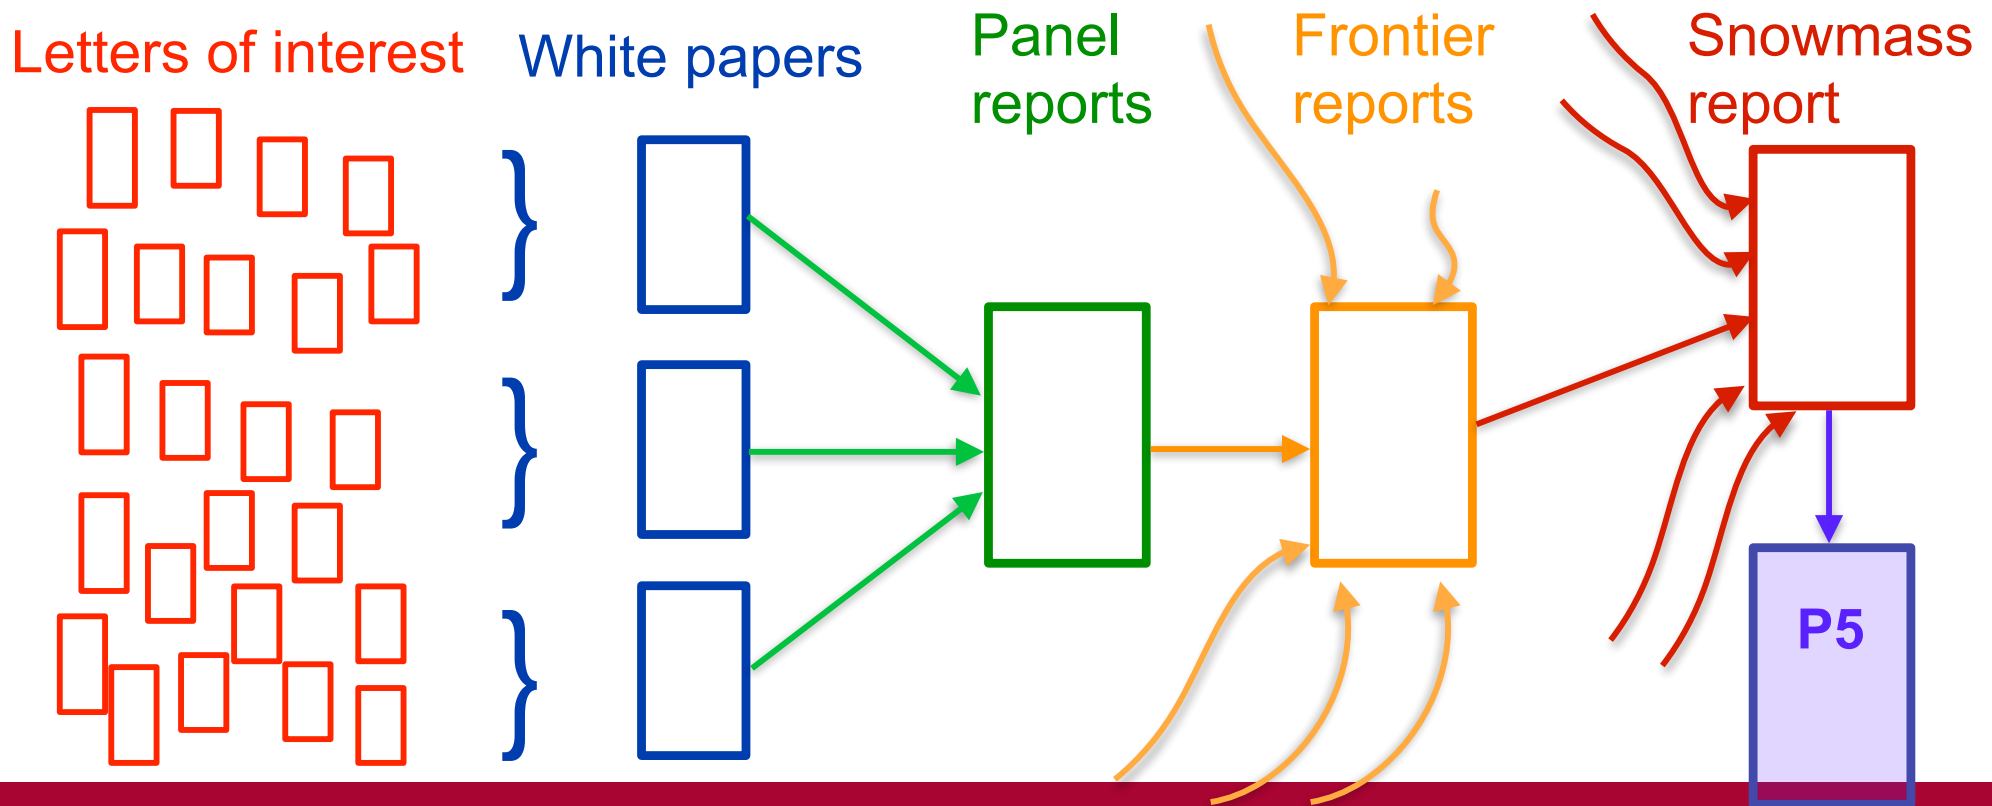 Letters of interest
White papers
Panel
reports
Frontier
reports
Snowmass
report
P5